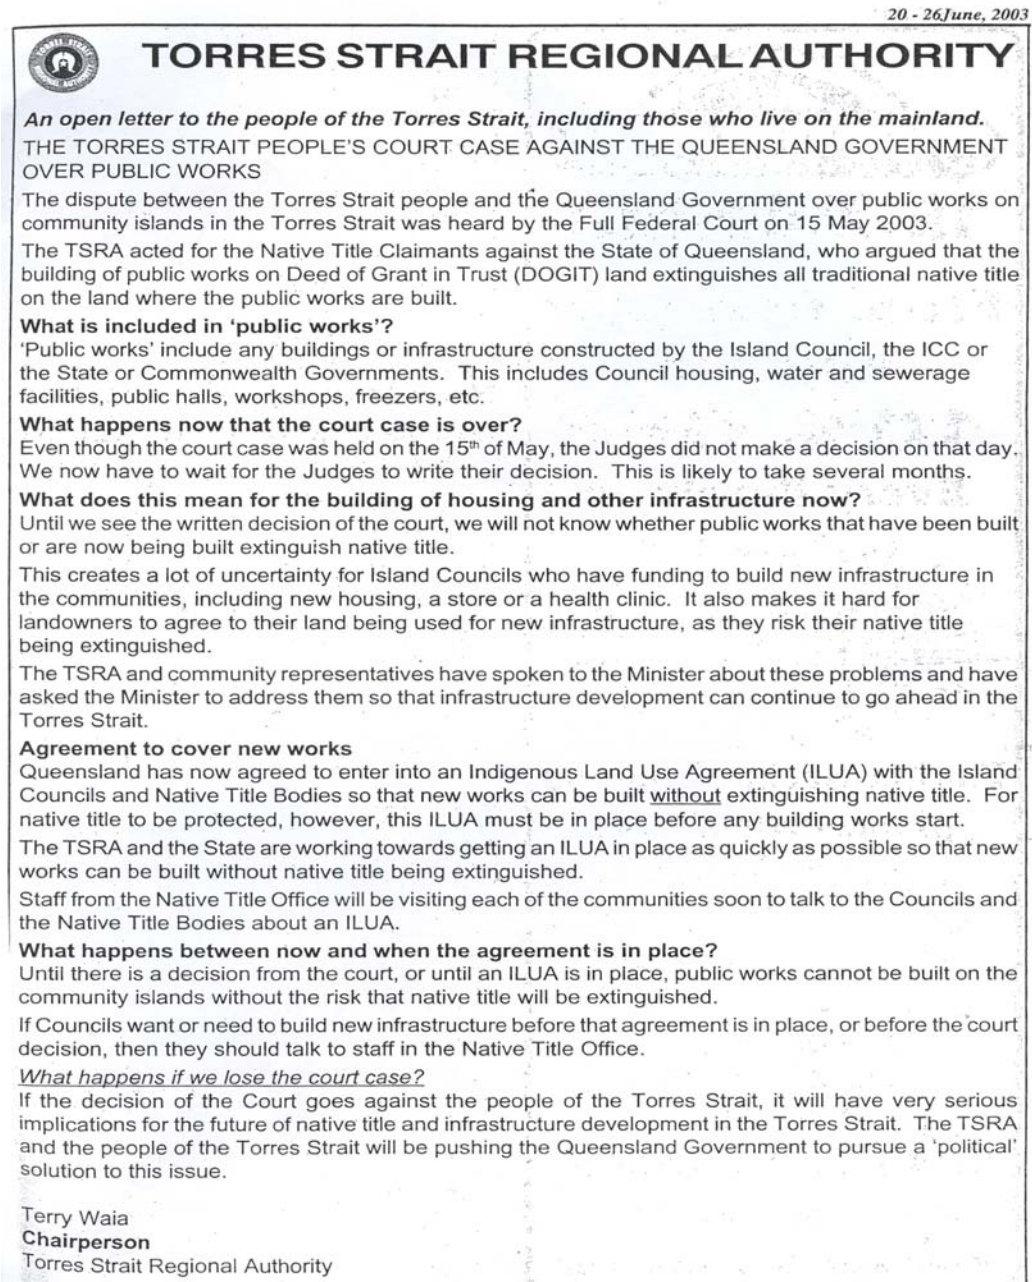 20 - 26June, 2003
TORRES STRAIT REGIONAL AUTHORITY
An open letter to the people of the Torres Strait, including those who live on the mainland.
THE TORRES STRAIT PEOPLE'S COURT CASE AGAINST THE QUEENSLAND GOVERNMENT
OVER PUBLIC WORKS
The dispute between the Torres Strait people and the Queensland Government over public works on
community islands in the Torres Strait was heard by the Full Federal Court on 15 May 2003.
The TSRA acted for the Native Title Claimants against the State of Queensland, who argued that the
building of public works on Deed of Grant in Trust (DOGIT) land extinguishes all traditional native title
on the land where the public works are built.
What is included in 'public works'?
'Public works' include any buildings or infrastructure constructed by the Island Council, the ICC or
the State or Commonwealth Governments. This includes Council housing, water and sewerage
facilities, public halls, workshops, freezers, etc.
What happens now that the court case is over?
Even though the court case was held on the 15th of May, the Judges did not make a decision on that day.
We now have to wait for the Judges to write their decision. This is likely to take several months.
What does this mean for the building of housing and other infrastructure now?
Until we see the written decision of the court, we will not know whether public works that have been built
or are now being built extinguish native title.
This creates a lot of uncertainty for Island Councils who have funding to build new infrastructure in
the communities, including new housing, a store or a health clinic. It also makes it hard for
landowners to agree to their land being used for new infrastructure, as they risk their native title
being extinguished.
The TSRA and community representatives have spoken to the Minister about these problems and have
asked the Minister to address them so that infrastructure development can continue to go ahead in the
Torres Strait.
Agreement to cover new works
Queensland has now agreed to enter into an Indigenous Land Use Agreement (ILUA) with the Island
Councils and Native Title Bodies so that new works can be built without extinguishing native title. For
native title to be protected, however, this ILUA must be in place before any building works start.
The TSRA and the State are working towards getting an ILUA in place as quickly as possible so that new
works can be built without native title being extinguished.
Staff from the Native Title Office will be visiting each of the communities soon to talk to the Councils and
the Native Title Bodies about an ILUA.
What happens between now and when the agreement is in place?
Until there is a decision from the court, or until an ILUA is in place, public works cannot be built on the
community islands without the risk that native title will be extinguished.
If Councils want or need to build new infrastructure before that agreement is in place, or before the court
decision, then they should talk to staff in the Native Title Office.
What happens if we lose the court case?
If the decision of the Court goes against the people of the Torres Strait, it will have very serious
implications for the future of native title and infrastructure development in the Torres Strait. The TSRA
and the people of the Torres Strait will be pushing the Queensland Government to pursue a 'political'
solution to this issue.
Terry Waia
Chairperson
Torres Strait Regional Authority